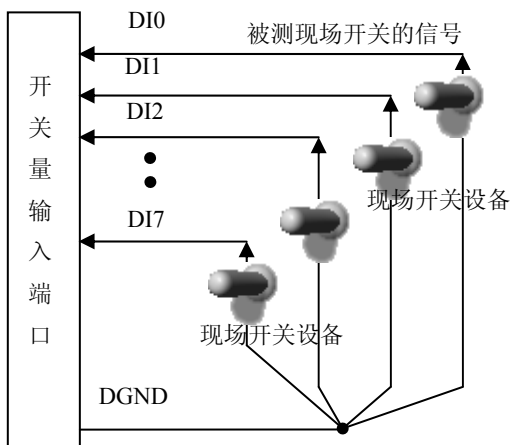 DI0
被测现场开关的信号
DI1
DI2
现场开关设备
DI7
现场开关设备
DGND
开
关
量
输
入
端
口